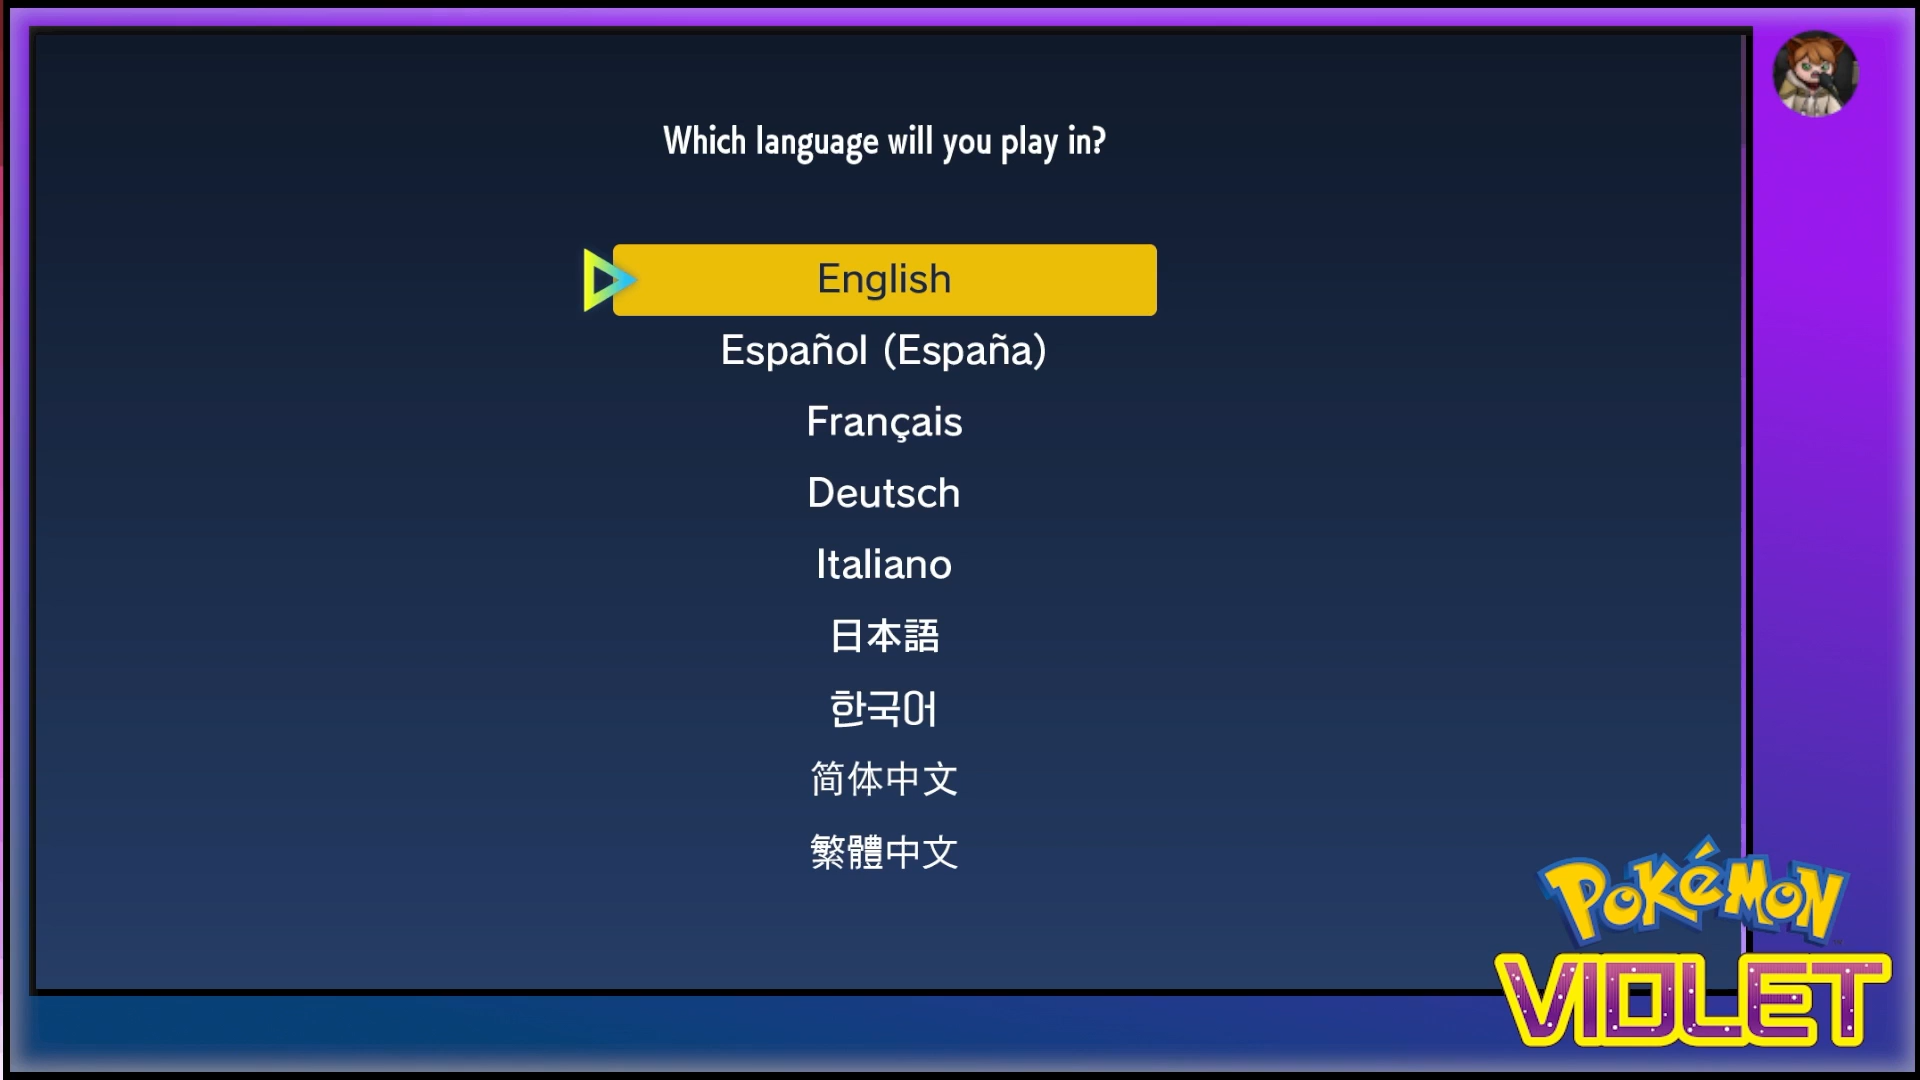 Which language will you play in?
English
Español (España)
Français
Deutsch
Italiano
日本語
한국어
简体中文
繁體中文
POKéMON
VIOLET